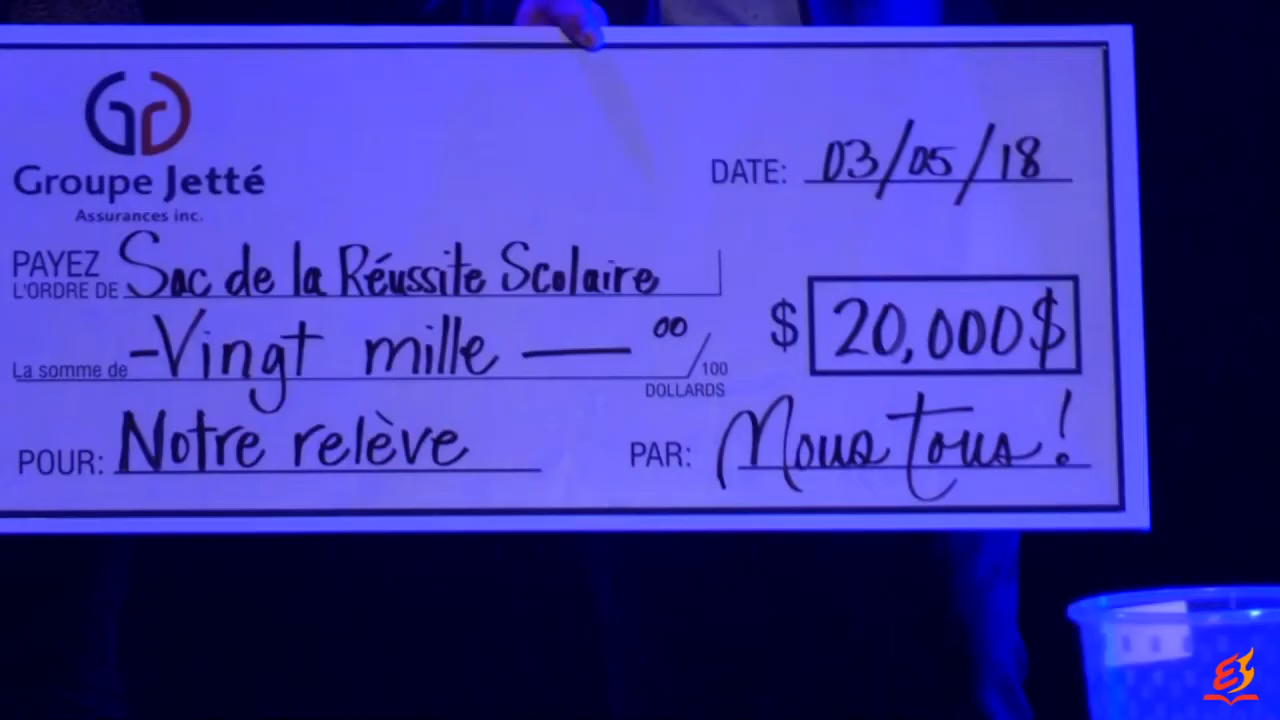 Groupe Jetté
Assurances inc.
DATE: 03/05/18
PAYEZ
L'ORDRE DE Sac de la Réussite Scolaire
$ 20,000$
La somme de -Vingt mille — 00/100
DOLLARDS
POUR: Notre relève
PAR: Nous tous!